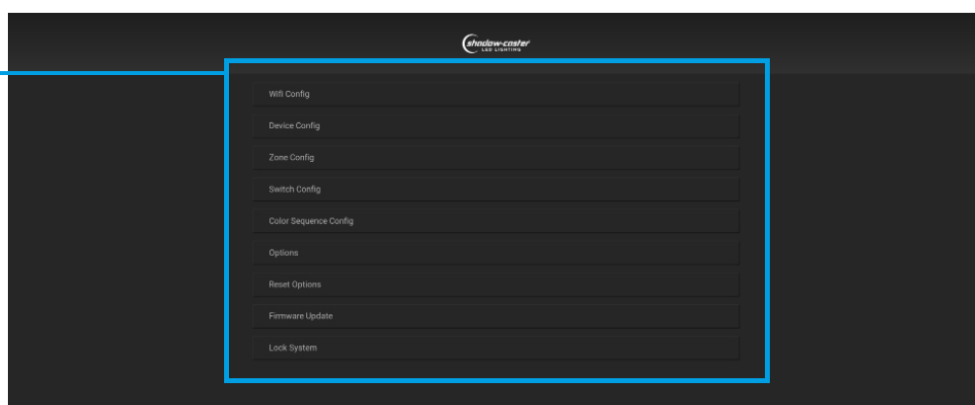 shadow-caster
LED LIGHTING
Wifi Config
Device Config
Zone Config
Switch Config
Color Sequence Config
Options
Reset Options
Firmware Update
Lock System